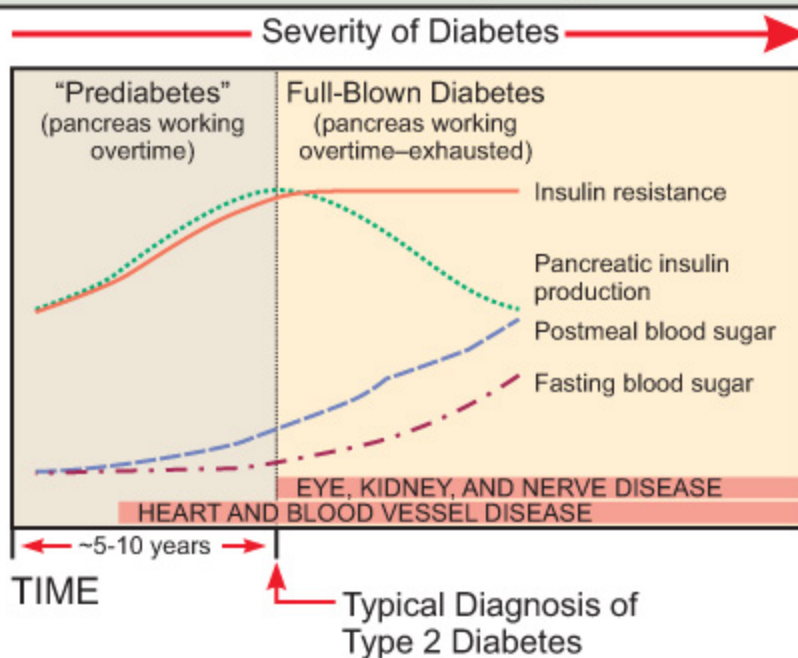 Severity of Diabetes
“Prediabetes”
(pancreas working
overtime)
Full-Blown Diabetes
(pancreas working
overtime–exhausted)
Insulin resistance
Pancreatic insulin
production
Postmeal blood sugar
Fasting blood sugar
EYE, KIDNEY, AND NERVE DISEASE
HEART AND BLOOD VESSEL DISEASE
~5-10 years
TIME
Typical Diagnosis of
Type 2 Diabetes